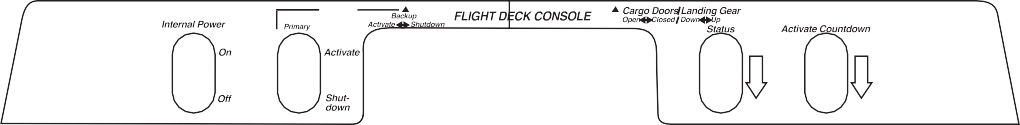 FLIGHT DECK CONSOLE
Internal Power
On
Off
Primary
Activate
Shut-
down
Backup
Activate Shutdown
Cargo Doors/Landing Gear
Open Closed / Down Up
Status
Activate Countdown